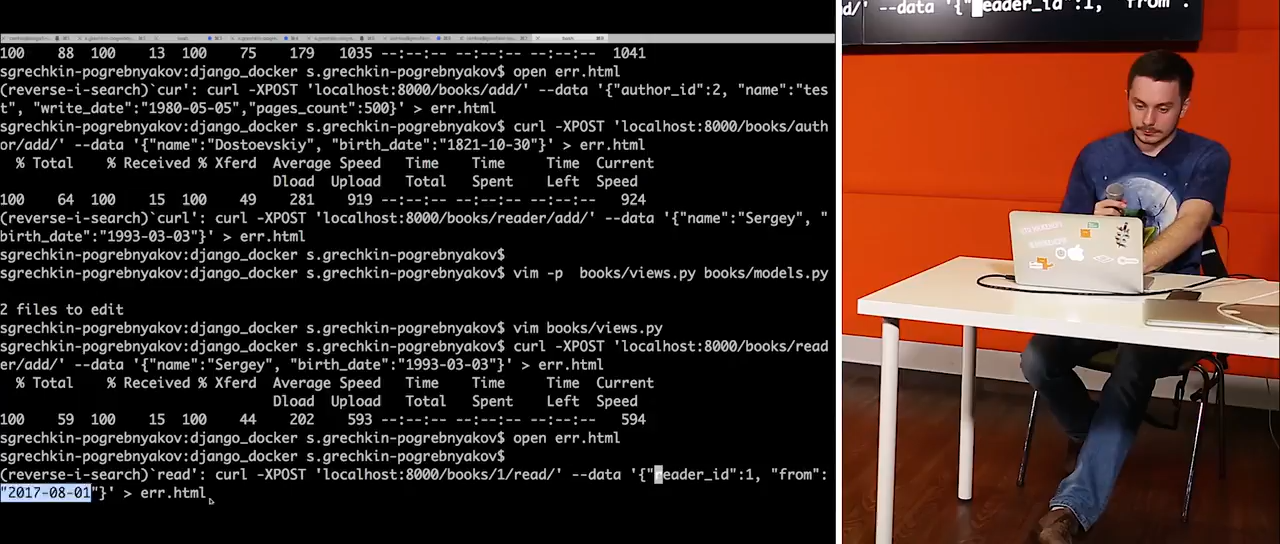 100 88 100 13 100 75 179 1035 --:--:-- --:--:-- --:--:-- 1041
sgrechkin-pogrebnyakov:django_docker s.grechkin-pogrebnyakov$ open err.html
(reverse-i-search)`cur': curl -XPOST 'localhost:8000/books/add/' --data '{"author_id":2, "name":"tes
t", "write_date":"1980-05-05","pages_count":500}' > err.html
sgrechkin-pogrebnyakov:django_docker s.grechkin-pogrebnyakov$ curl -XPOST 'localhost:8000/books/auth
or/add/' --data '{"name":"Dostoevskiy", "birth_date":"1821-10-30"}' > err.html
% Total % Received % Xferd Average Speed Time Time Time Current
Dload Upload Total Spent Left Speed
100 64 100 15 100 49 281 919 --:--:-- --:--:-- --:--:-- 924
(reverse-i-search)`curl': curl -XPOST 'localhost:8000/books/reader/add/' --data '{"name":"Sergey", "
birth_date":"1993-03-03"}' > err.html
sgrechkin-pogrebnyakov:django_docker s.grechkin-pogrebnyakov$
sgrechkin-pogrebnyakov:django_docker s.grechkin-pogrebnyakov$ vim -p  books/views.py books/models.py
2 files to edit
sgrechkin-pogrebnyakov:django_docker s.grechkin-pogrebnyakov$ vim books/views.py
sgrechkin-pogrebnyakov:django_docker s.grechkin-pogrebnyakov$ curl -XPOST 'localhost:8000/books/read
er/add/' --data '{"name":"Sergey", "birth_date":"1993-03-03"}' > err.html
% Total % Received % Xferd Average Speed Time Time Time Current
Dload Upload Total Spent Left Speed
100 59 100 15 100 44 202 593 --:--:-- --:--:-- --:--:-- 594
sgrechkin-pogrebnyakov:django_docker s.grechkin-pogrebnyakov$ open err.html
sgrechkin-pogrebnyakov:django_docker s.grechkin-pogrebnyakov$
(reverse-i-search)`read': curl -XPOST 'localhost:8000/books/1/read/' --data '{"reader_id":1, "from":
"2017-08-01"}' > err.html
d/' --data '{"reader_id":1, "from".